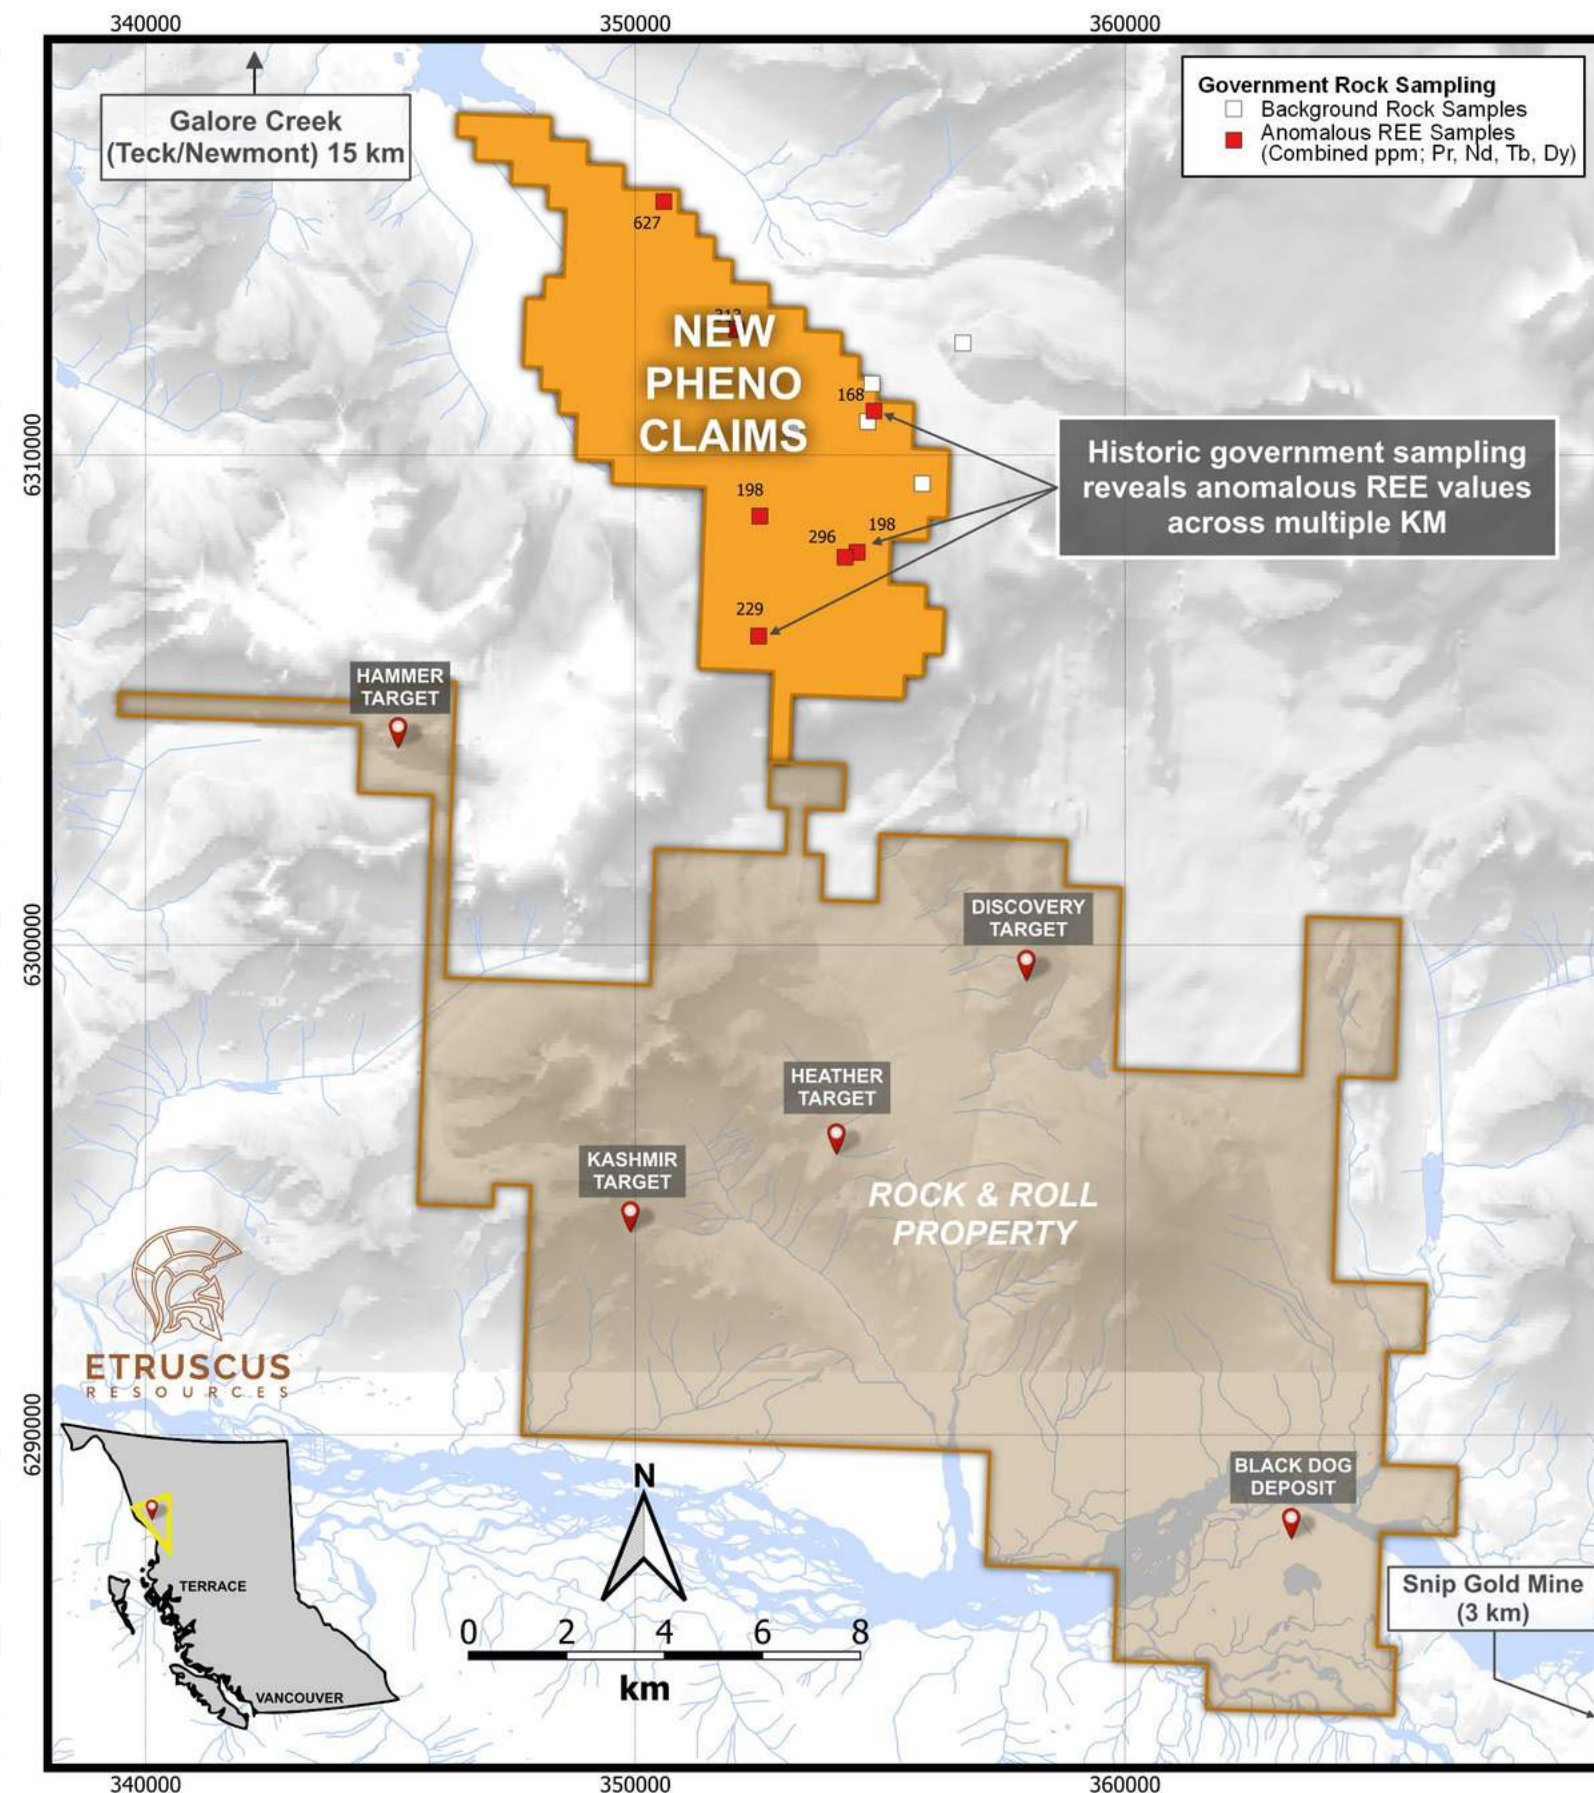 340000
350000
360000
Galore Creek
(Teck/Newmont) 15 km
Government Rock Sampling
Background Rock Samples
Anomalous REE Samples
(Combined ppm; Pr, Nd, Tb, Dy)
627
NEW
PHENO
CLAIMS
168
6310000
Historic government sampling
reveals anomalous REE values
across multiple KM
198
198
296
229
HAMMER
TARGET
DISCOVERY
TARGET
6300000
HEATHER
TARGET
KASHMIR
TARGET
ROCK & ROLL
PROPERTY
ETRUSCUS
RESOURCES
6290000
BLACK DOG
DEPOSIT
N
TERRACE
VANCOUVER
0 2 4 6 8
km
Snip Gold Mine
(3 km)
340000
350000
360000